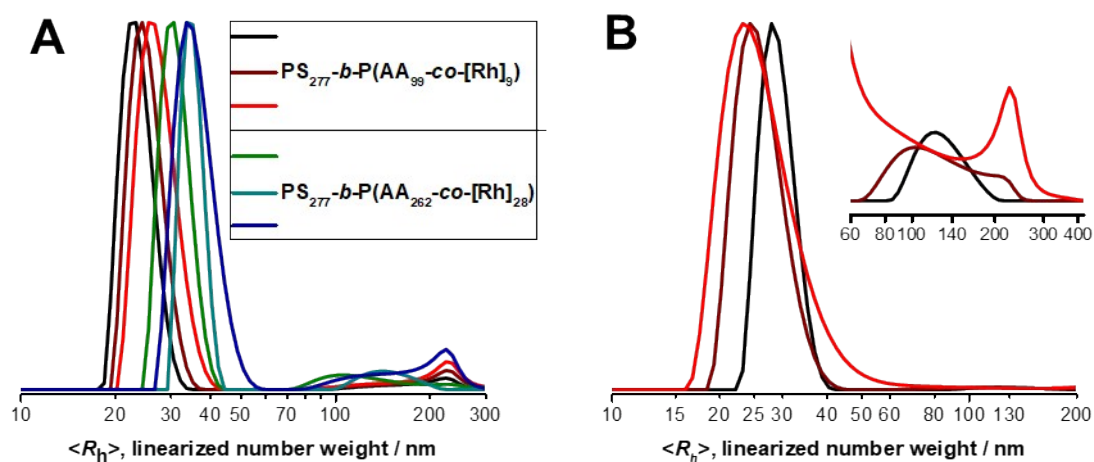 A
PS277-b-P(AA99-co-[Rh]9)
PS277-b-P(AA262-co-[Rh]28)
10 20 30 40 50 70 100 200 300
<Rh>, linearized number weight / nm
B
60 80 100 140 200 300 400
10 15 20 25 30 40 50 60 80 100 130 200
<Rh>, linearized number weight / nm